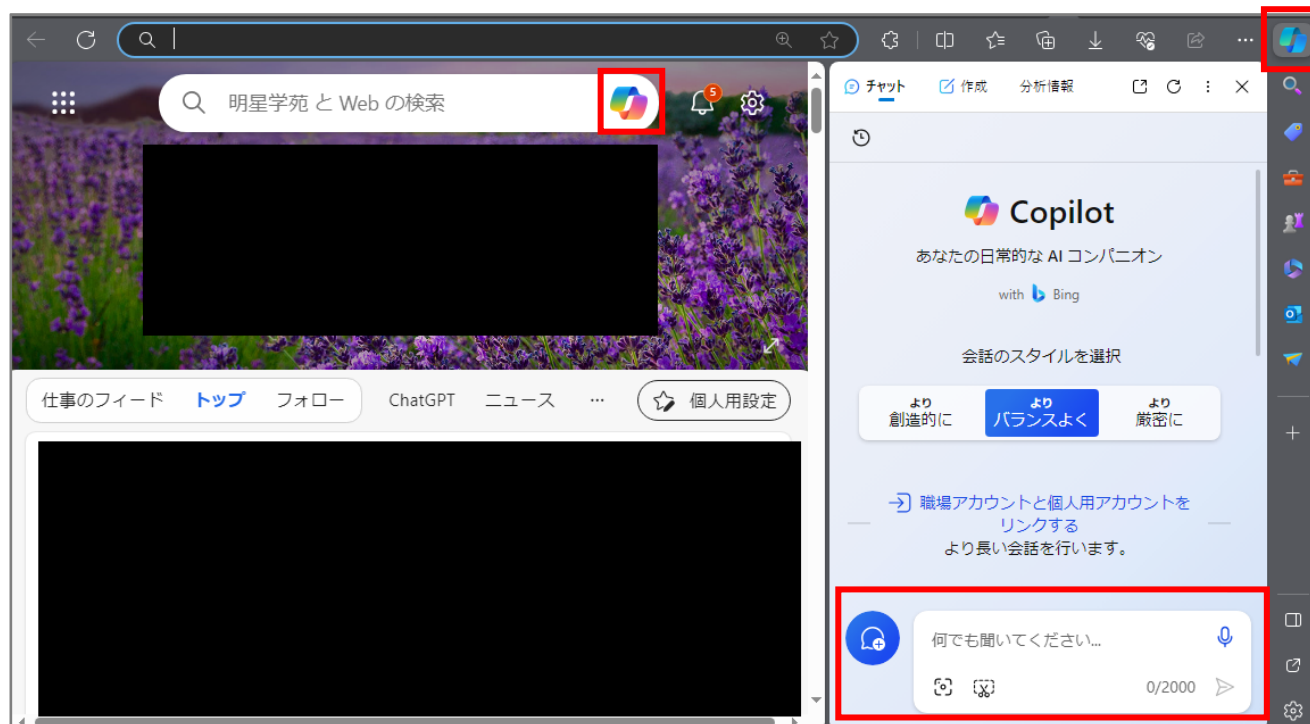 明星学苑 と Web の検索
5
仕事のフィード トップ フォロー ChatGPT ニュース ... 個人用設定
チャット 作成 分析情報
Copilot
あなたの日常的な AI コンパニオン
with Bing
会話のスタイルを選択
より
創造的に
より
バランスよく
より
厳密に
職場アカウントと個人用アカウントを
リンクする
より長い会話を行います。
何でも聞いてください...
0/2000